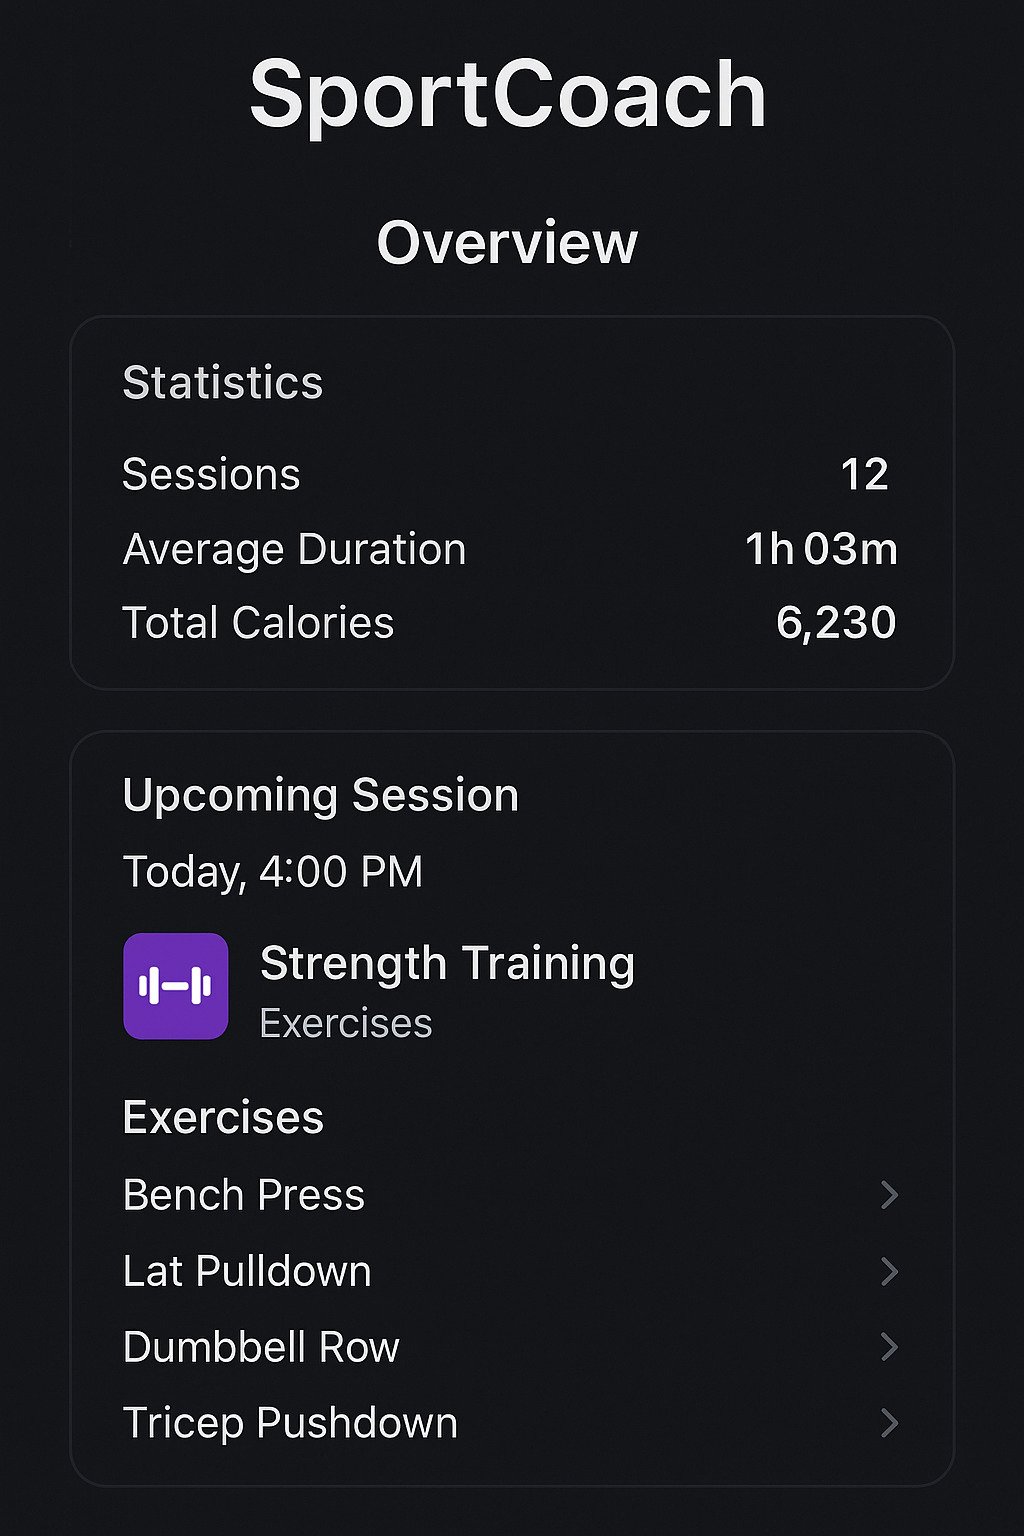 SportCoach
Overview
Statistics
Sessions 12
Average Duration 1h 03m
Total Calories 6,230
Upcoming Session
Today, 4:00 PM
Strength Training
Exercises
Exercises
Bench Press
Lat Pulldown
Dumbbell Row
Tricep Pushdown